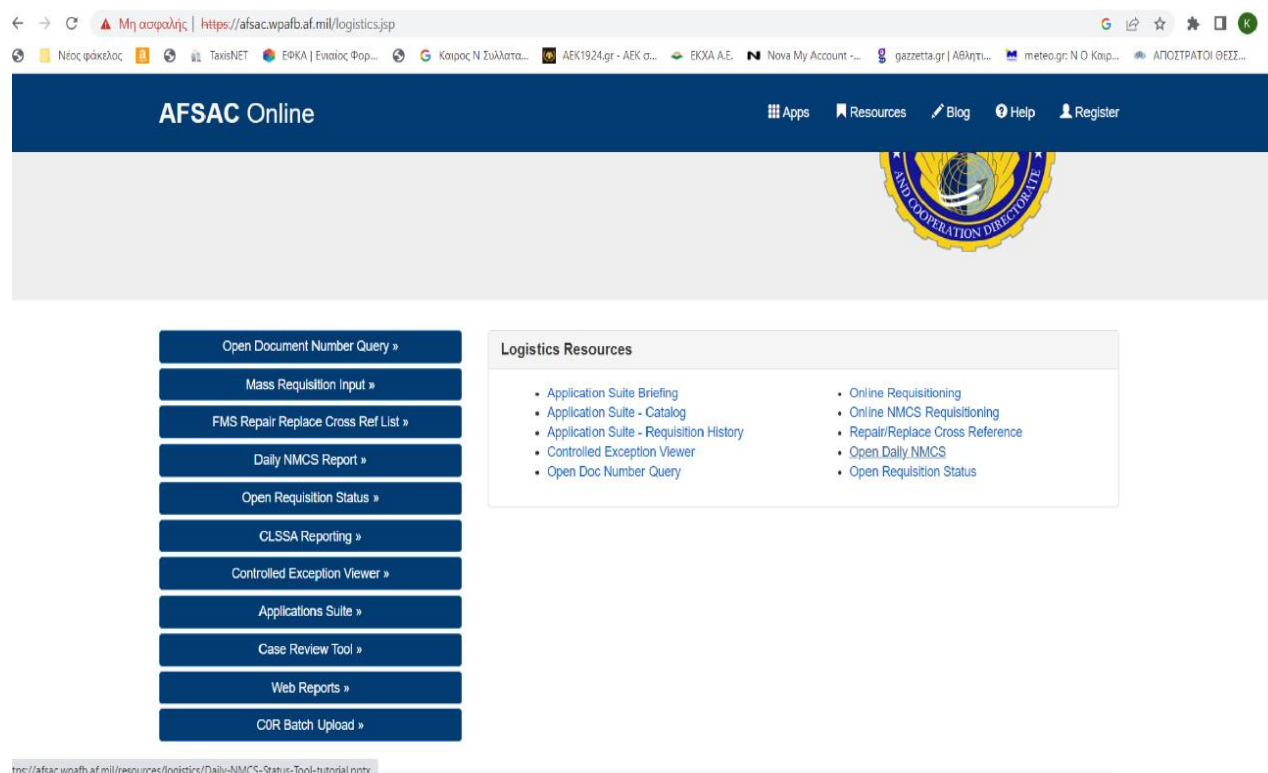 Μη ασφαλής | https://afsac.wpafb.af.mil/logistics.jsp
K
Νέος φάκελος TaxisNET ΕΦΚΑ | Ενιαίος Φορ... Καιρος Ν Συλλατα... AEK1924.gr - ΑΕΚ σ... ΕΚΧΑ Α.Ε. Nova My Account -... gazzetta.gr | Αθλητι... meteo.gr: Ν Ο Καιρ... ΑΠΟΣΤΡΑΤΟΙ ΘΕΣΣ...
AFSAC Online Apps Resources Blog Help Register
AND COOPERATION DIRECTORATE
Open Document Number Query »
Mass Requisition Input »
FMS Repair Replace Cross Ref List »
Daily NMCS Report »
Open Requisition Status »
CLSSA Reporting »
Controlled Exception Viewer »
Applications Suite »
Case Review Tool »
Web Reports »
C0R Batch Upload »
Logistics Resources
Application Suite Briefing
Application Suite - Catalog
Application Suite - Requisition History
Controlled Exception Viewer
Open Doc Number Query
Online Requisitioning
Online NMCS Requisitioning
Repair/Replace Cross Reference
Open Daily NMCS
Open Requisition Status
tps://afsac.wpafb.af.mil/resources/logistics/Daily-NMCS-Status-Tool-tutorial.pptx